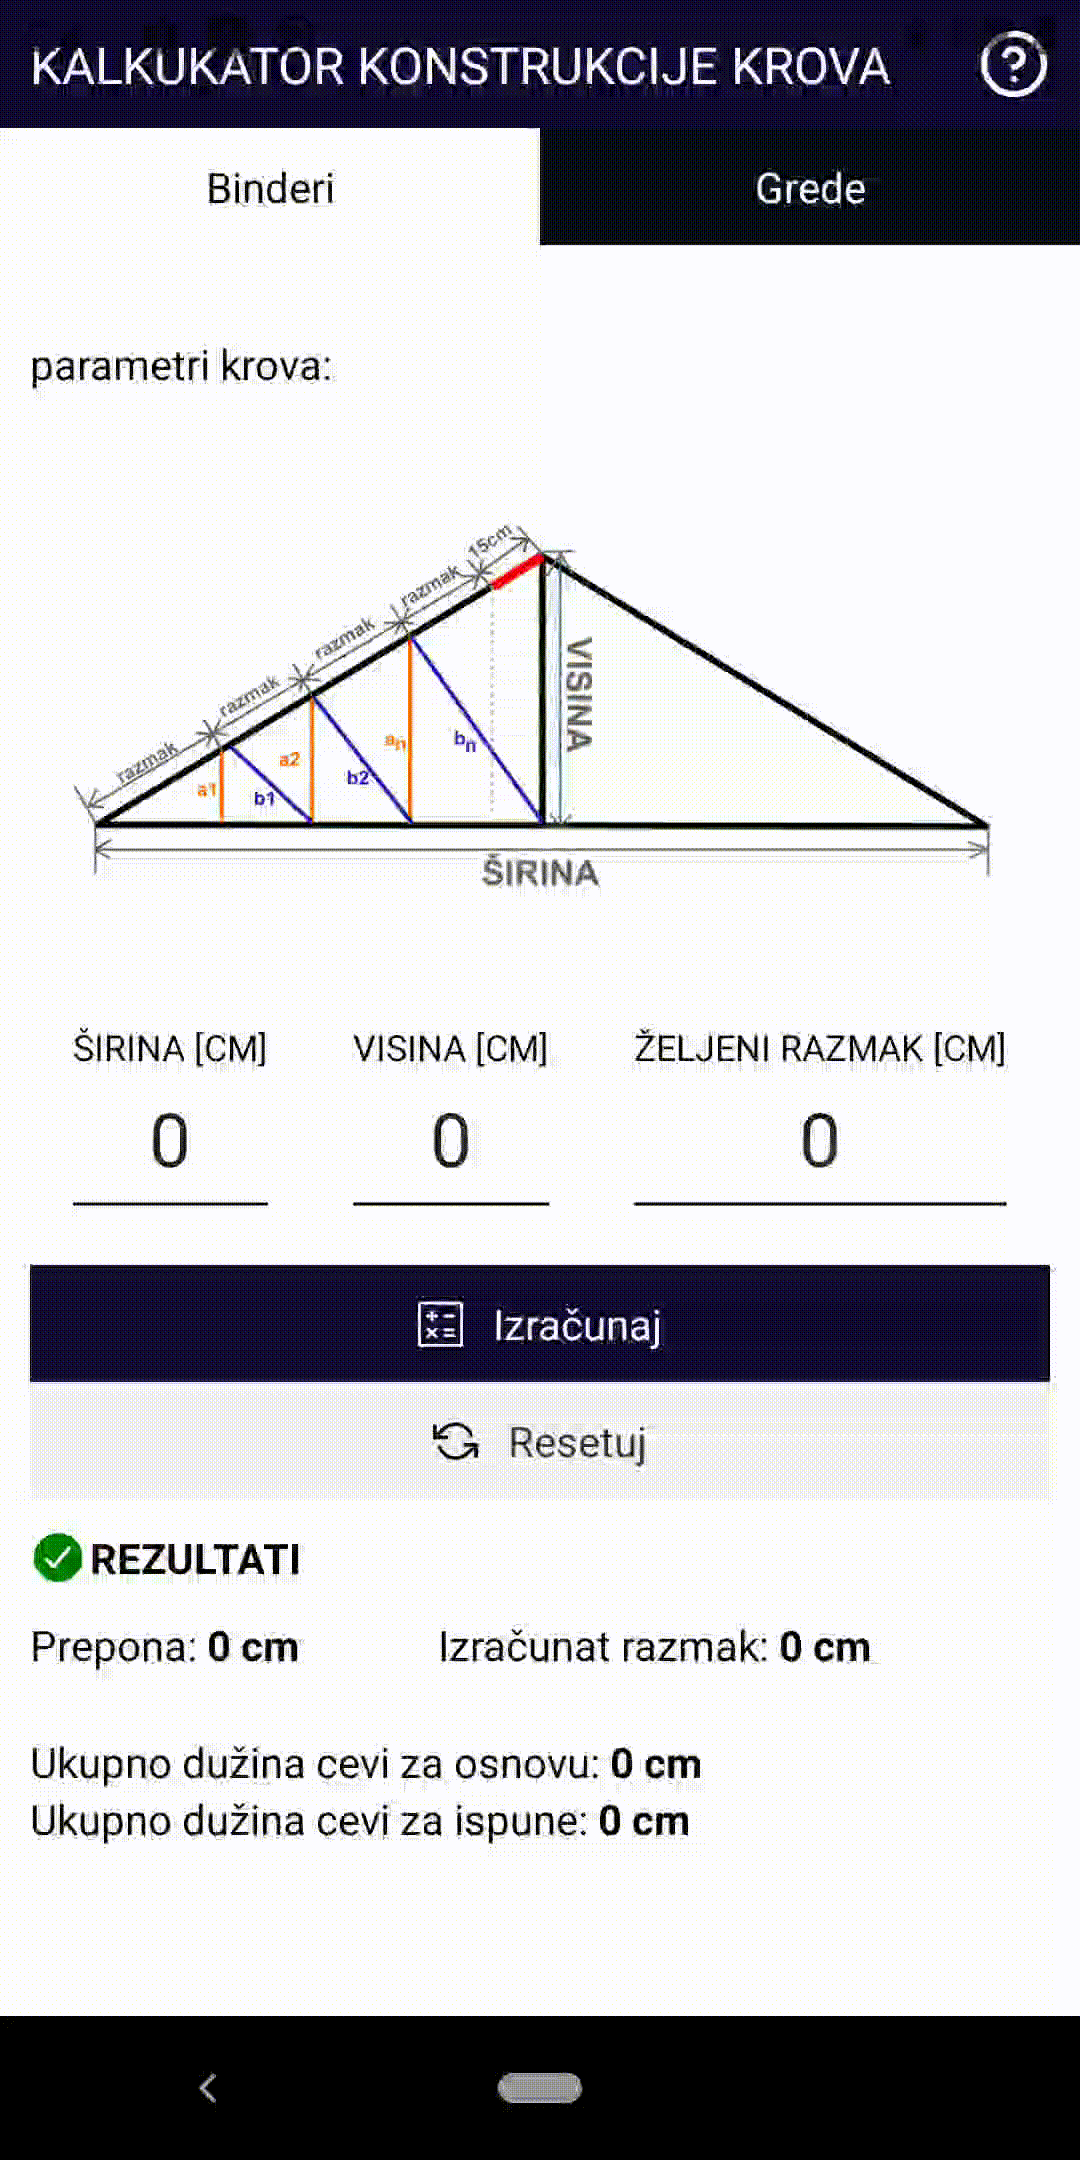 KALKUKATOR KONSTRUKCIJE KROVA
Binderi
Grede
parametri krova:
15cm
razmak
razmak
razmak
razmak
VISINA
a1
b1
a2
b2
an
bn
ŠIRINA
ŠIRINA [CM]
VISINA [CM]
ŽELJENI RAZMAK [CM]
0
0
0
Izračunaj
Resetuj
REZULTATI
Prepona: 0 cm
Izračunat razmak: 0 cm
Ukupno dužina cevi za osnovu: 0 cm
Ukupno dužina cevi za ispune: 0 cm